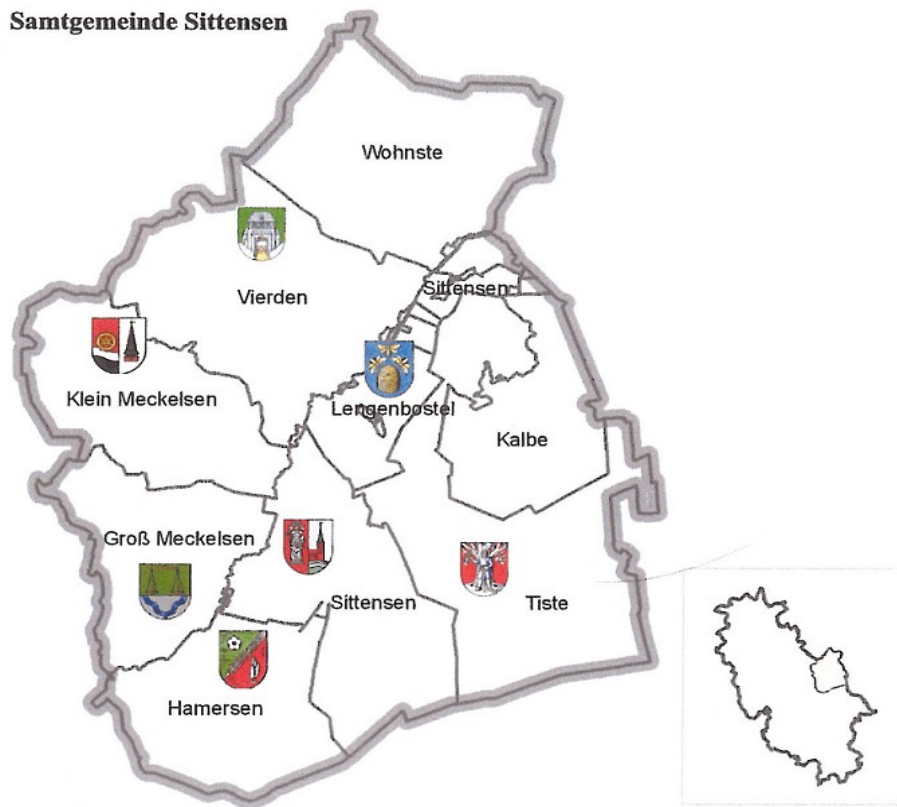 Samtgemeinde Sittensen
Wohnste
Vierden
Sittensen
Klein Meckelsen
Lengenbostel
Kalbe
Groß Meckelsen
Sittensen
Tiste
Hamersen